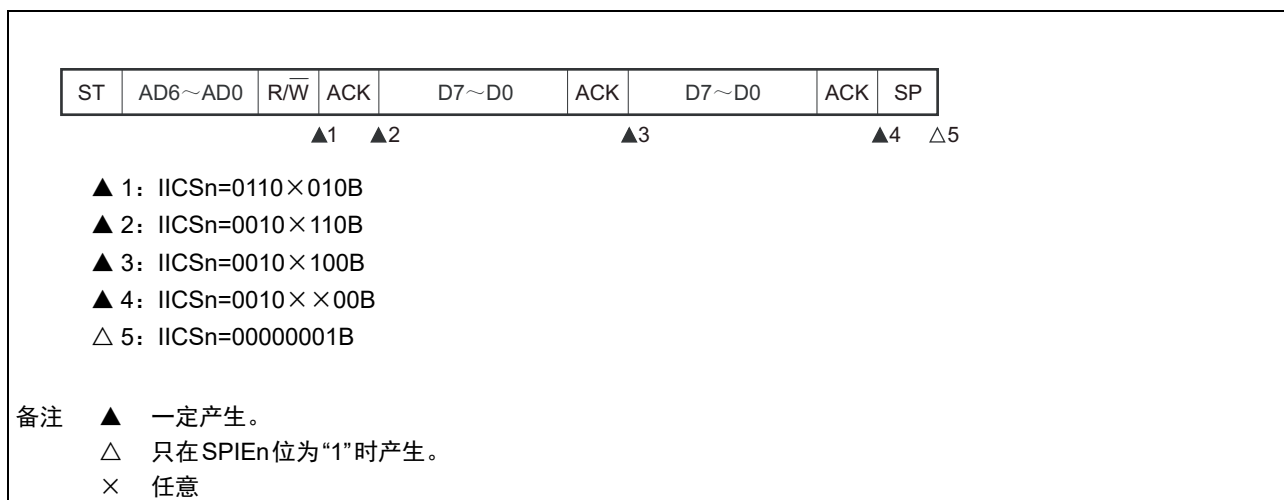 ST AD6～AD0 R/W̅ ACK D7～D0 ACK D7～D0 ACK SP
▲1 ▲2 ▲3 ▲4 △5
▲ 1：IICSn=0110×010B
▲ 2：IICSn=0010×110B
▲ 3：IICSn=0010×100B
▲ 4：IICSn=0010××00B
△ 5：IICSn=00000001B
备注 ▲ 一定产生。
△ 只在SPIEn位为“1”时产生。
× 任意